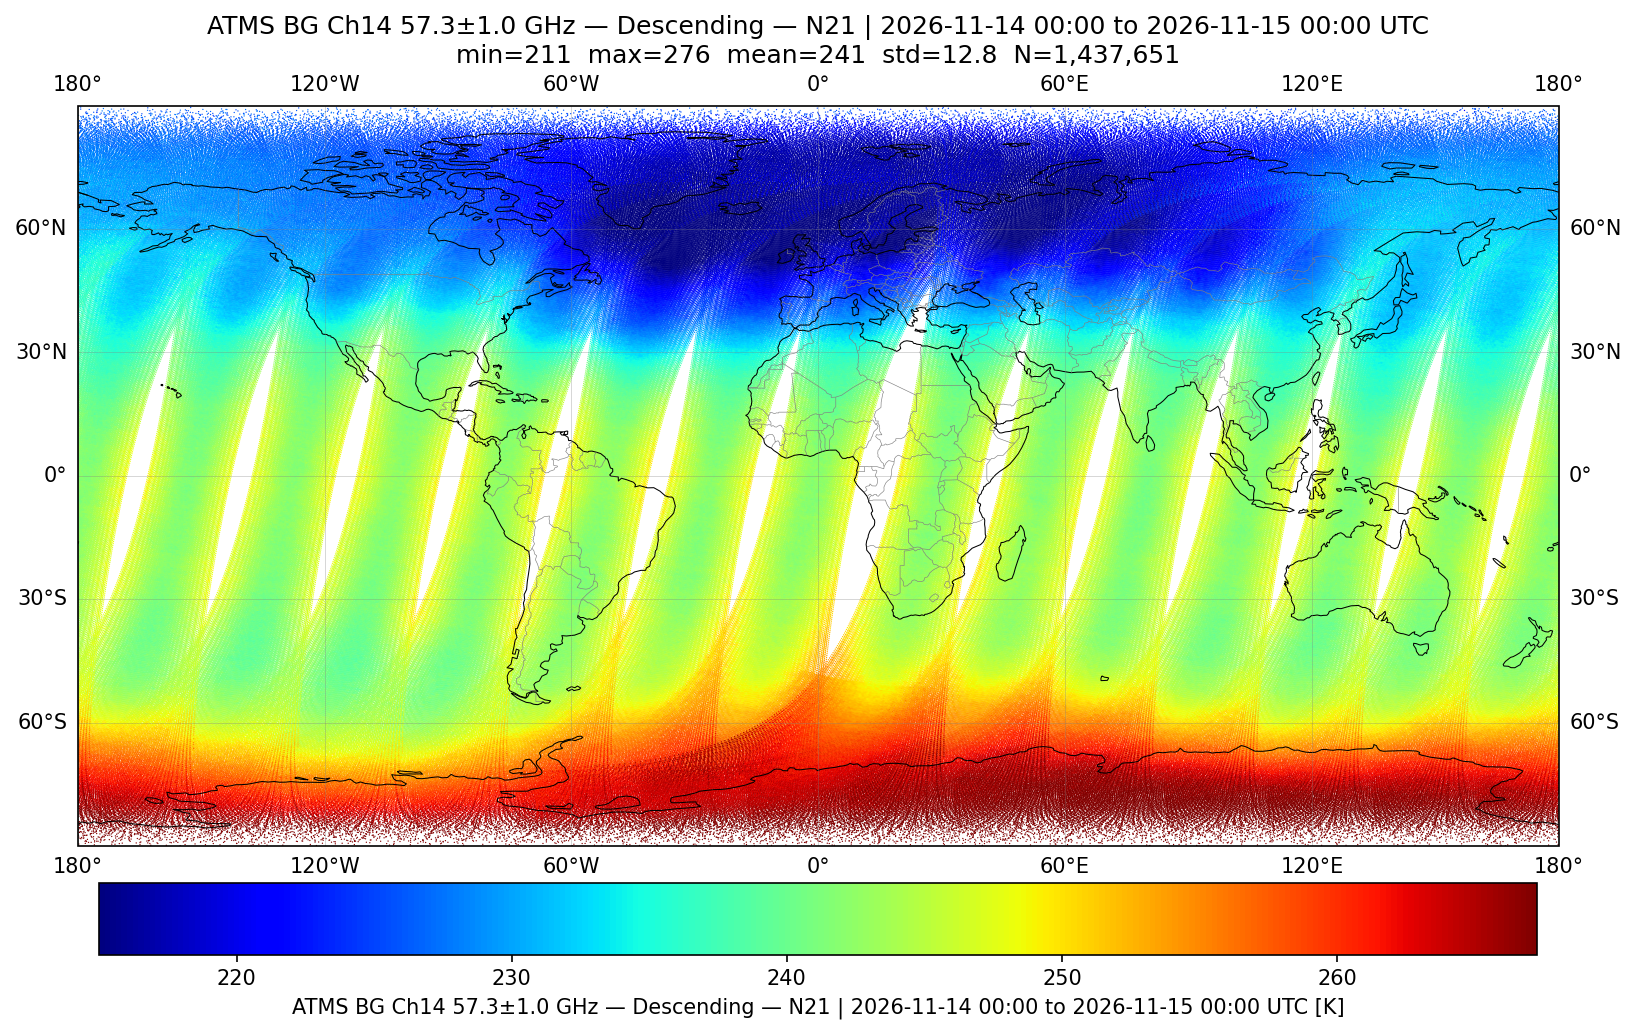 ATMS BG Ch14 57.3±1.0 GHz — Descending — N21 | 2026-11-14 00:00 to 2026-11-15 00:00 UTC
min=211 max=276 mean=241 std=12.8 N=1,437,651
180° 120°W 60°W 0° 60°E 120°E 180°
60°N 60°N
30°N 30°N
0° 0°
30°S 30°S
60°S 60°S
180° 120°W 60°W 0° 60°E 120°E 180°
220 230 240 250 260
ATMS BG Ch14 57.3±1.0 GHz — Descending — N21 | 2026-11-14 00:00 to 2026-11-15 00:00 UTC [K]